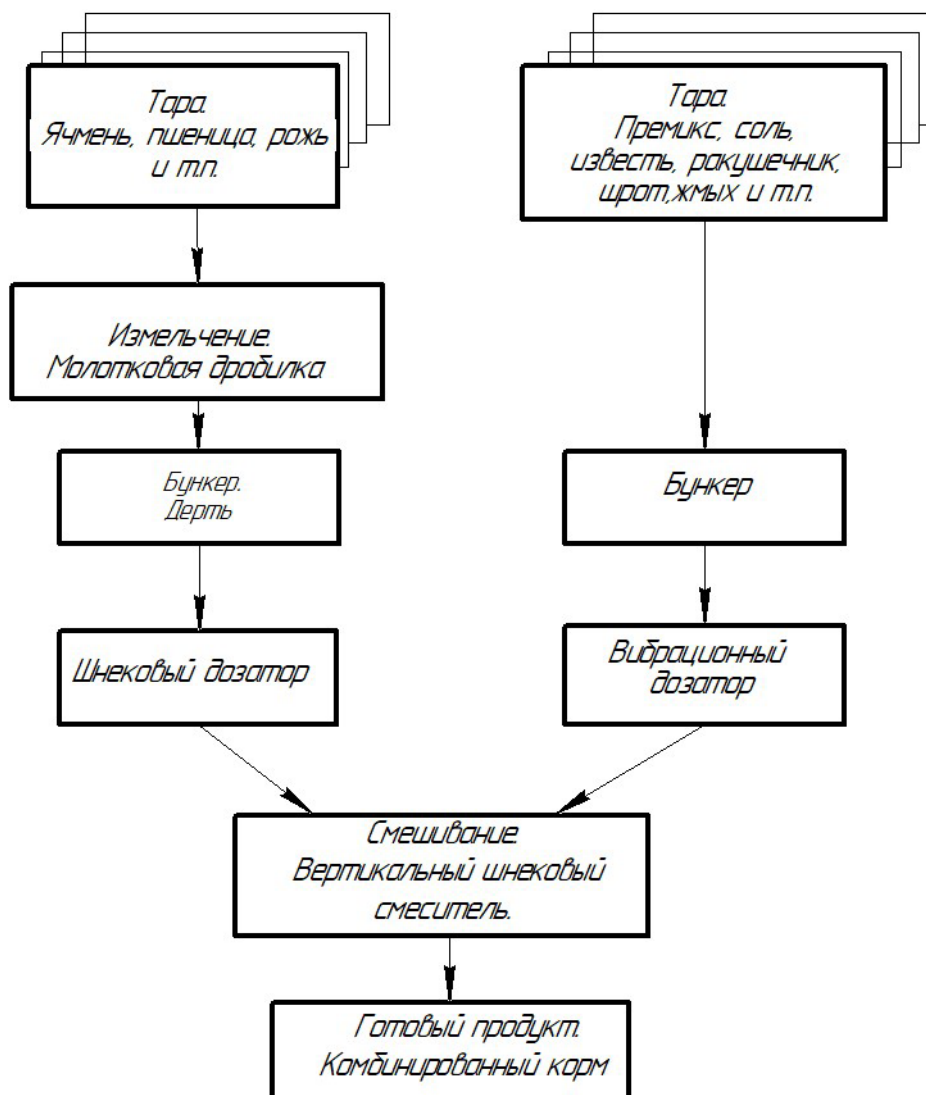 Тара.
Ячмень, пшеница, рожь
и т.п.
Тара.
Премикс, соль,
известь, ракушечник,
шрот,жмых и т.п.
Измельчение.
Молотковая дробилка
Бункер.
Дерть
Бункер
Шнековый дозатор
Вибрационный
дозатор
Смешивание.
Вертикальный шнековый
смеситель.
Готовый продукт.
Комбинированный корм